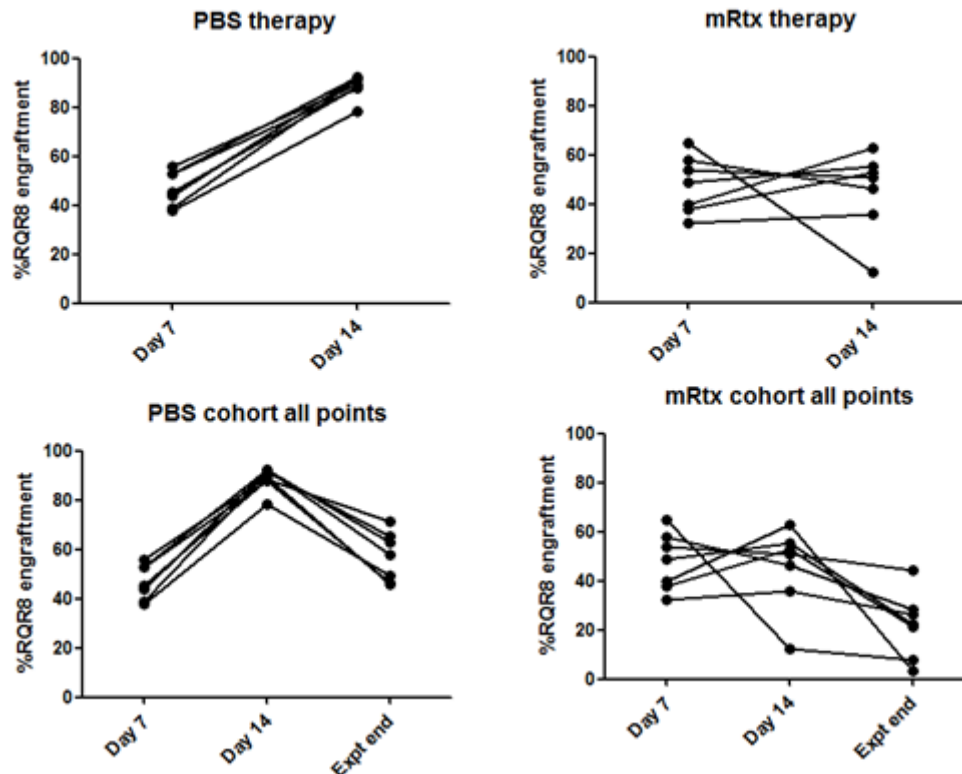 PBS therapy
%RQR8 engraftment
100
80
60
40
20
0
Day 7
Day 14
mRtx therapy
%RQR8 engraftment
100
80
60
40
20
0
Day 7
Day 14
PBS cohort all points
%RQR8 engraftment
100
80
60
40
20
0
Day 7
Day 14
Expt end
mRtx cohort all points
%RQR8 engraftment
100
80
60
40
20
0
Day 7
Day 14
Expt end